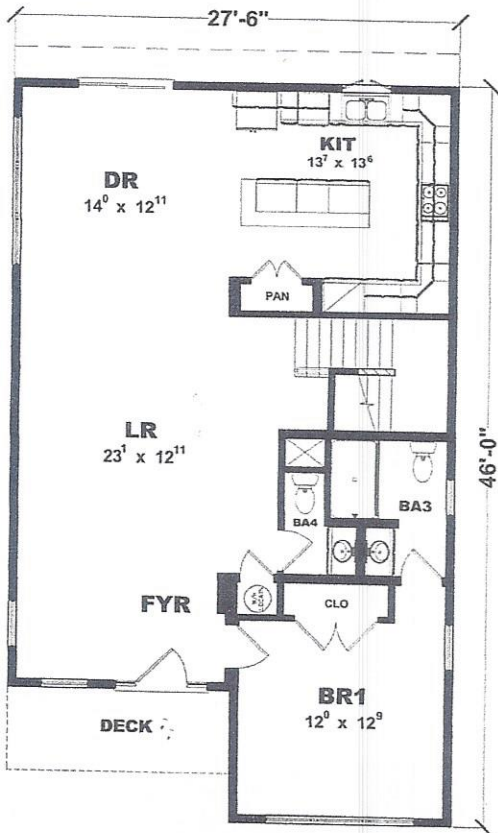 27'-6"
KIT
13⁷ x 13⁶
DR
14⁰ x 12¹¹
PAN
LR
23¹ x 12¹¹
46'-0"
BA3
BA4
FYR
CLO
BR1
12⁰ x 12⁹
DECK